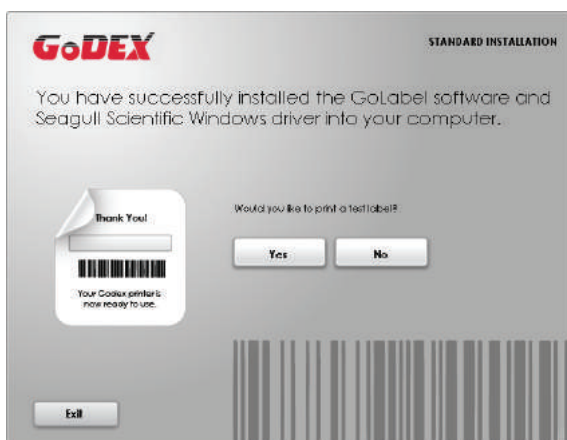 GoDEX
STANDARD INSTALLATION
You have successfully installed the GoLabel software and
Seagull Scientific Windows driver into your computer.
Thank You!
Your Godex printer is
now ready to use.
Would you like to print a test label?
Yes
No
Exit